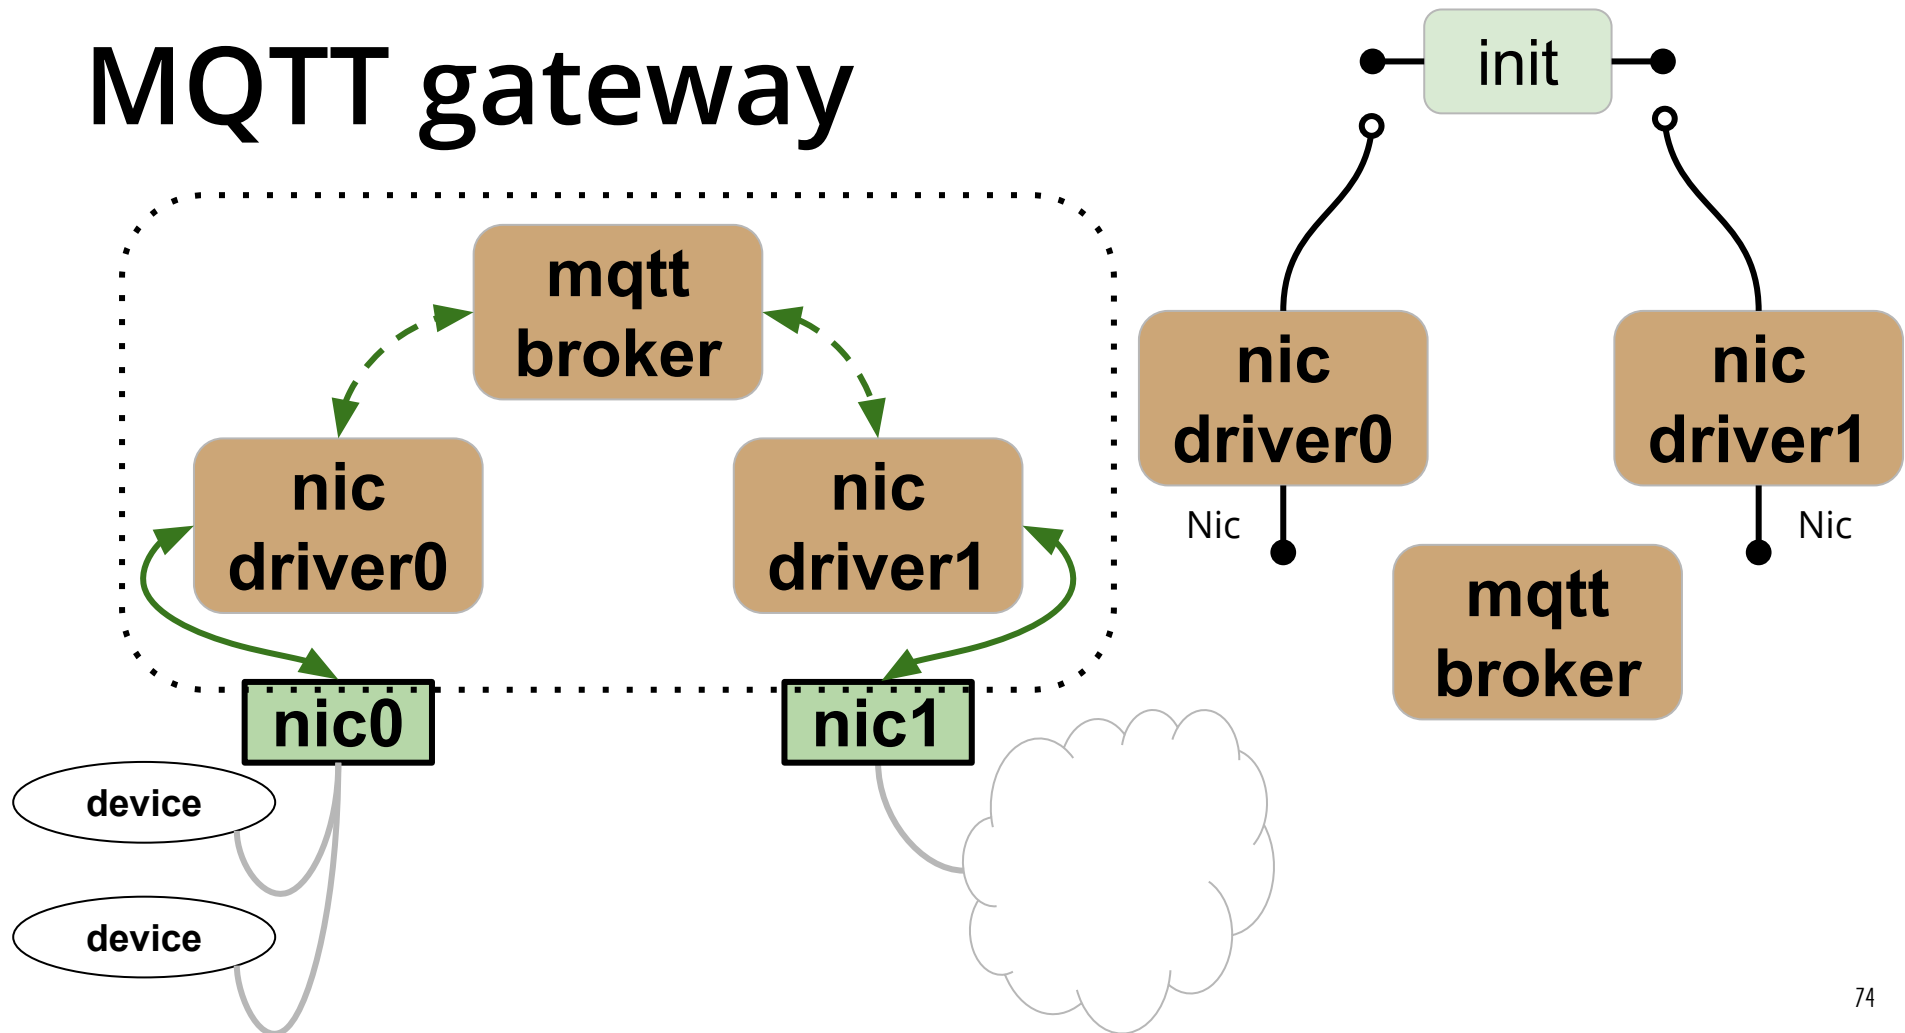 MQTT gateway
init
mqtt
broker
nic
driver0
nic
driver1
nic0
nic1
device
device
nic
driver0
nic
driver1
Nic
Nic
mqtt
broker
74